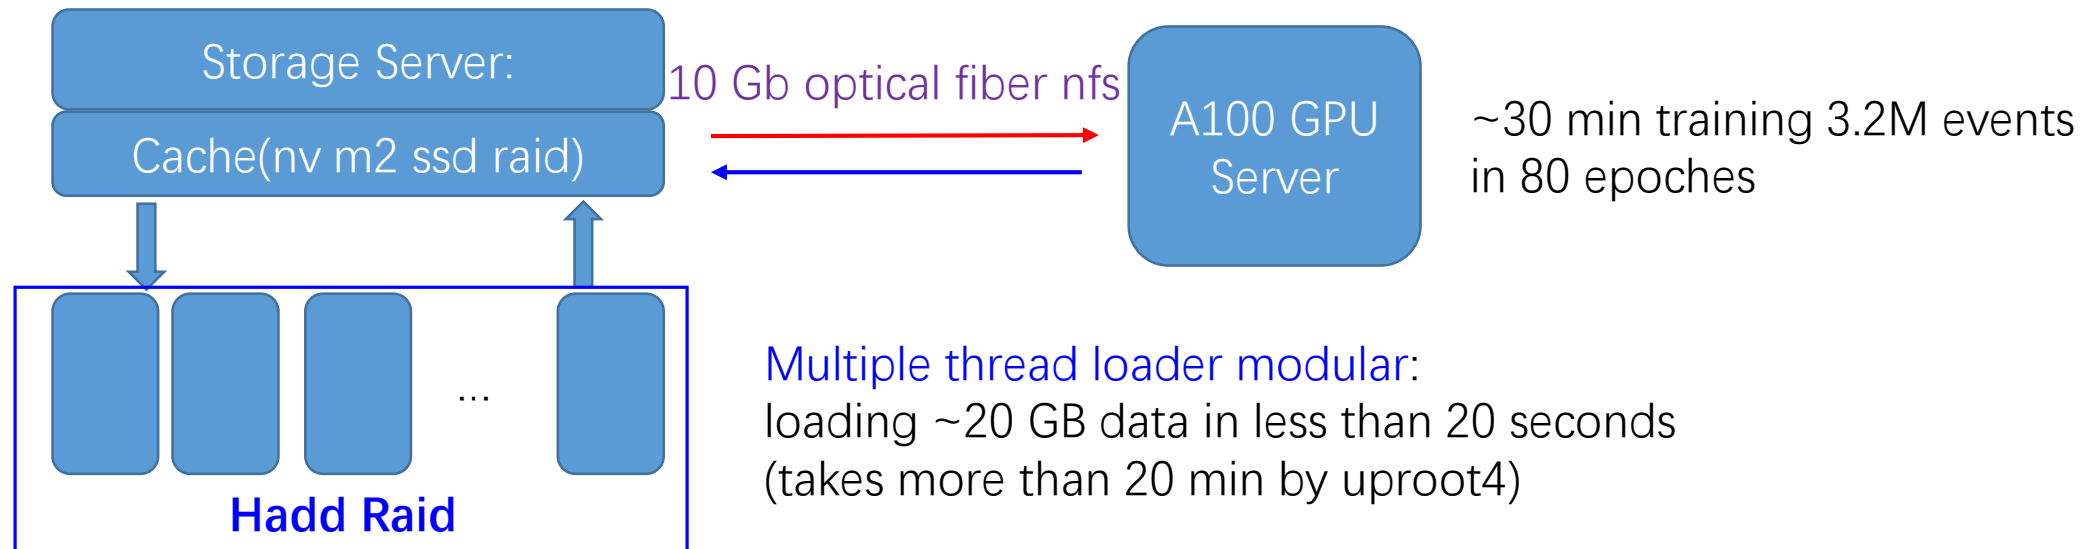 Storage Server:
Cache(nv m2 ssd raid)
10 Gb optical fiber nfs
A100 GPU
Server
~30 min training 3.2M events
in 80 epoches
...
Hadd Raid
Multiple thread loader modular:
loading ~20 GB data in less than 20 seconds
(takes more than 20 min by uproot4)